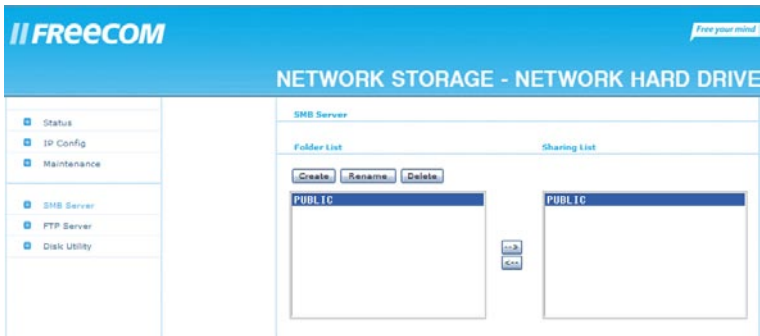 FREECOM
Free your mind
NETWORK STORAGE - NETWORK HARD DRIVE
Status
IP Config
Maintenance
SMB Server
FTP Server
Disk Utility
SMB Server
Folder List
Sharing List
Create
Rename
Delete
PUBLIC
PUBLIC
-->
<--